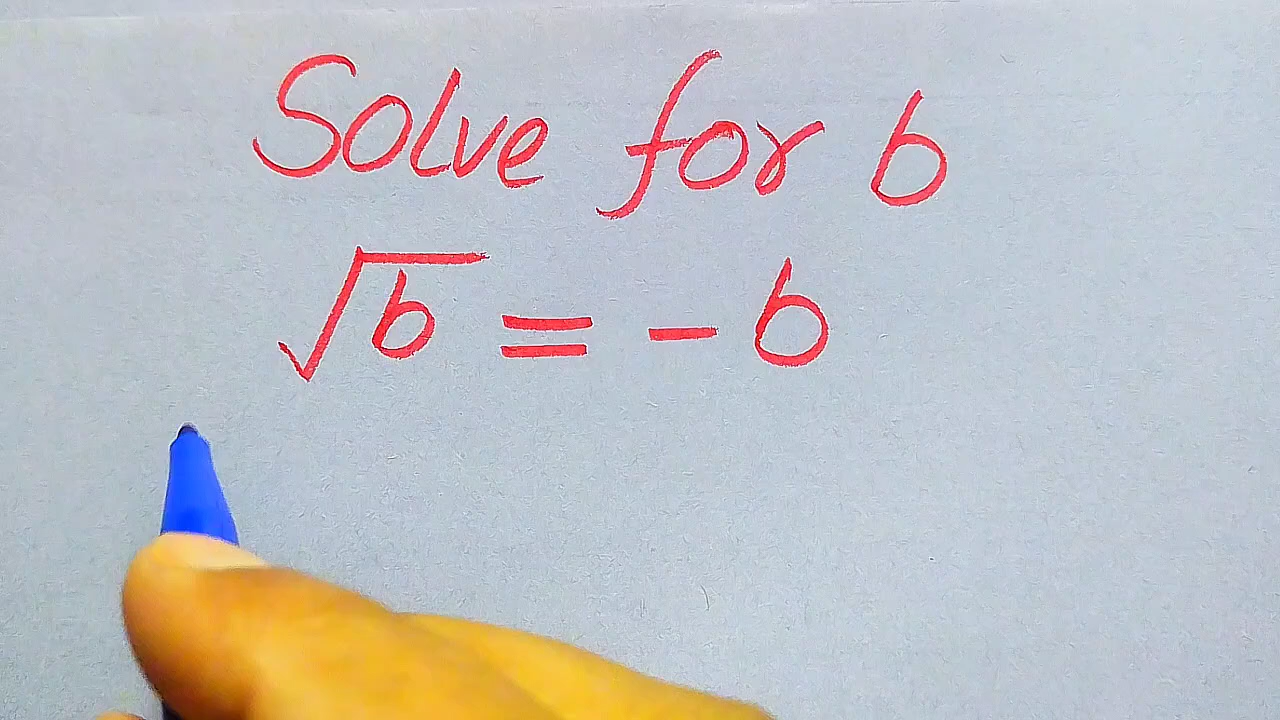 Solve for b
√b = - b